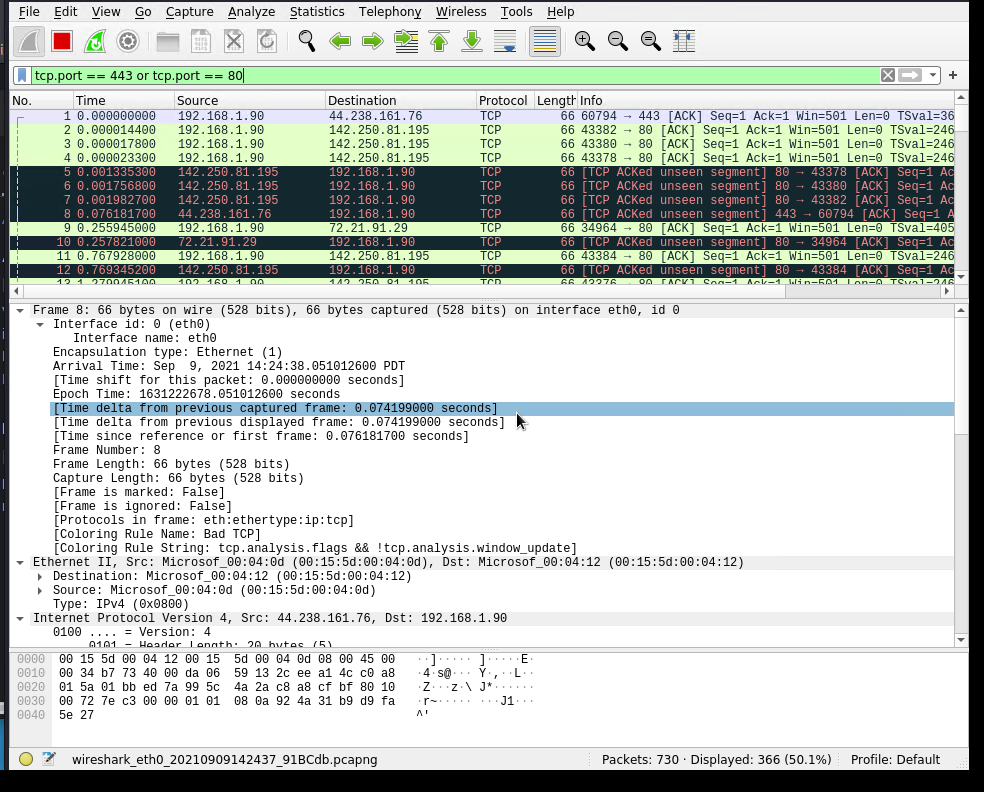 File Edit View Go Capture Analyze Statistics Telephony Wireless Tools Help
tcp.port == 443 or tcp.port == 80
No. Time Source Destination Protocol Length Info
1 0.000000000 192.168.1.90 44.238.161.76 TCP 66 60794 → 443 [ACK] Seq=1 Ack=1 Win=501 Len=0 TSval=36
2 0.000014400 192.168.1.90 142.250.81.195 TCP 66 43382 → 80 [ACK] Seq=1 Ack=1 Win=501 Len=0 TSval=246
3 0.000017800 192.168.1.90 142.250.81.195 TCP 66 43380 → 80 [ACK] Seq=1 Ack=1 Win=501 Len=0 TSval=246
4 0.000023300 192.168.1.90 142.250.81.195 TCP 66 43378 → 80 [ACK] Seq=1 Ack=1 Win=501 Len=0 TSval=246
5 0.001335300 142.250.81.195 192.168.1.90 TCP 66 [TCP ACKed unseen segment] 80 → 43378 [ACK] Seq=1 Ac
6 0.001756800 142.250.81.195 192.168.1.90 TCP 66 [TCP ACKed unseen segment] 80 → 43380 [ACK] Seq=1 Ac
7 0.001982700 142.250.81.195 192.168.1.90 TCP 66 [TCP ACKed unseen segment] 80 → 43382 [ACK] Seq=1 Ac
8 0.076181700 44.238.161.76 192.168.1.90 TCP 66 [TCP ACKed unseen segment] 443 → 60794 [ACK] Seq=1 A
9 0.255945000 192.168.1.90 72.21.91.29 TCP 66 34964 → 80 [ACK] Seq=1 Ack=1 Win=501 Len=0 TSval=405
10 0.257821000 72.21.91.29 192.168.1.90 TCP 66 [TCP ACKed unseen segment] 80 → 34964 [ACK] Seq=1 Ac
11 0.767928000 192.168.1.90 142.250.81.195 TCP 66 43384 → 80 [ACK] Seq=1 Ack=1 Win=501 Len=0 TSval=246
12 0.769345200 142.250.81.195 192.168.1.90 TCP 66 [TCP ACKed unseen segment] 80 → 43384 [ACK] Seq=1 Ac
13 1.279945100 192.168.1.90 142.250.81.195 TCP 66 43376 → 80 [ACK] Seq=1 Ack=1 Win=501 Len=0 TSval=246
Frame 8: 66 bytes on wire (528 bits), 66 bytes captured (528 bits) on interface eth0, id 0
Interface id: 0 (eth0)
Interface name: eth0
Encapsulation type: Ethernet (1)
Arrival Time: Sep  9, 2021 14:24:38.051012600 PDT
[Time shift for this packet: 0.000000000 seconds]
Epoch Time: 1631222678.051012600 seconds
[Time delta from previous captured frame: 0.074199000 seconds]
[Time delta from previous displayed frame: 0.074199000 seconds]
[Time since reference or first frame: 0.076181700 seconds]
Frame Number: 8
Frame Length: 66 bytes (528 bits)
Capture Length: 66 bytes (528 bits)
[Frame is marked: False]
[Frame is ignored: False]
[Protocols in frame: eth:ethertype:ip:tcp]
[Coloring Rule Name: Bad TCP]
[Coloring Rule String: tcp.analysis.flags && !tcp.analysis.window_update]
Ethernet II, Src: Microsof_00:04:0d (00:15:5d:00:04:0d), Dst: Microsof_00:04:12 (00:15:5d:00:04:12)
Destination: Microsof_00:04:12 (00:15:5d:00:04:12)
Source: Microsof_00:04:0d (00:15:5d:00:04:0d)
Type: IPv4 (0x0800)
Internet Protocol Version 4, Src: 44.238.161.76, Dst: 192.168.1.90
0100 .... = Version: 4
.... 0101 = Header Length: 20 bytes (5)
0000 00 15 5d 00 04 12 00 15 5d 00 04 0d 08 00 45 00 ··]····· ]·····E·
0010 00 34 b7 73 40 00 da 06 59 13 2c ee a1 4c c0 a8 ·4·s@··· Y·,··L··
0020 01 5a 01 bb ed 7a 99 5c 4a 2a c8 a8 cf bf 80 10 ·Z···z·\ J*······
0030 00 72 7e c3 00 00 01 01 08 0a 92 4a 31 b9 d9 fa ·r~····· ···J1···
0040 5e 27 ^'
wireshark_eth0_20210909142437_91BCdb.pcapng Packets: 730 · Displayed: 366 (50.1%) Profile: Default